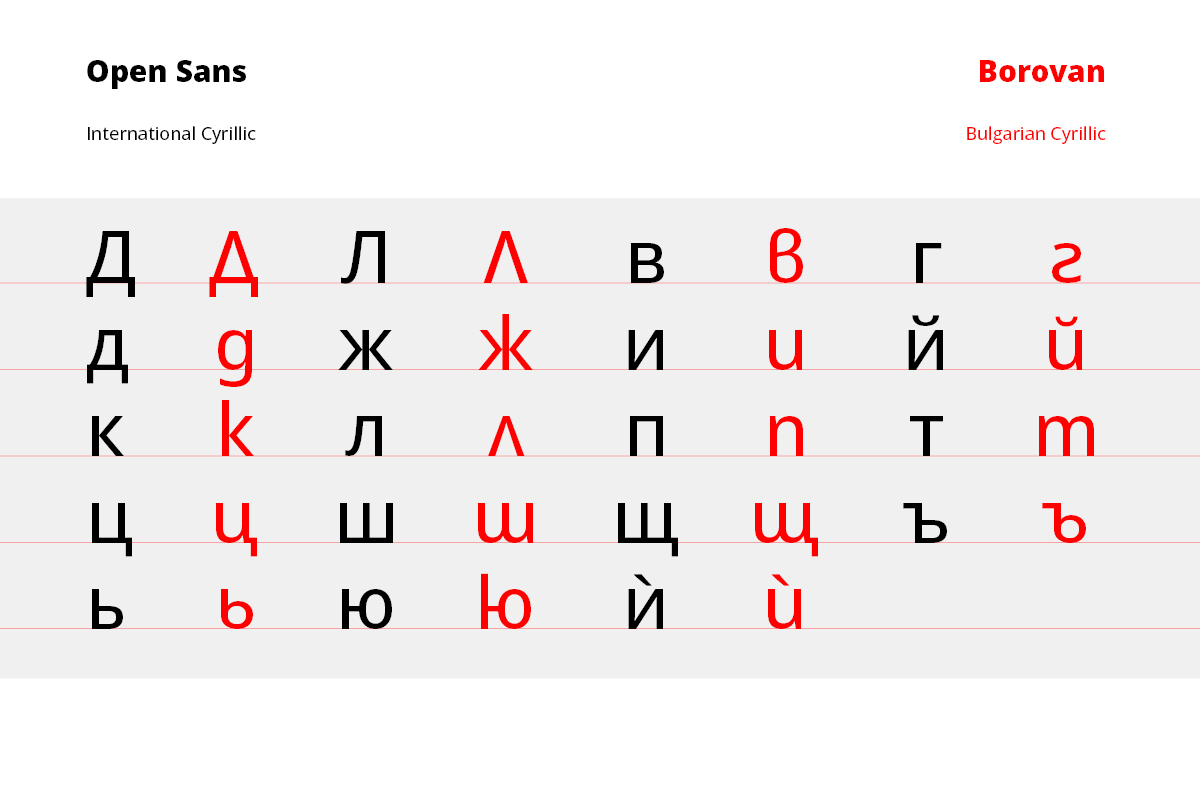 Open Sans Borovan
International Cyrillic Bulgarian Cyrillic
Д Д Л Л в в г г
д д ж ж и и й й
к к л л п п т т
ц ц ш ш щ щ ъ ъ
ь ь ю ю ѝ ѝ